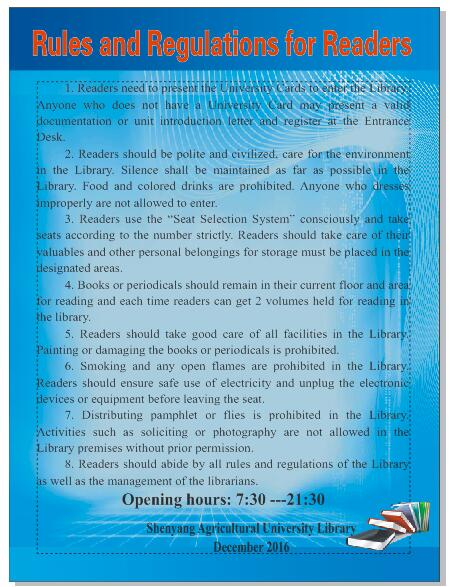 Rules and Regulations for Readers
1. Readers need to present the University Cards to enter the Library.
Anyone who does not have a University Card may present a valid
documentation or unit introduction letter and register at the Entrance
Desk.
2. Readers should be polite and civilized, care for the environment
in the Library. Silence shall be maintained as far as possible in the
Library. Food and colored drinks are prohibited. Anyone who dresses
improperly are not allowed to enter.
3. Readers use the “Seat Selection System” consciously and take
seats according to the number strictly. Readers should take care of their
valuables and other personal belongings for storage must be placed in the
designated areas.
4. Books or periodicals should remain in their current floor and area
for reading and each time readers can get 2 volumes held for reading in
the library.
5. Readers should take good care of all facilities in the Library.
Painting or damaging the books or periodicals is prohibited.
6. Smoking and any open flames are prohibited in the Library.
Readers should ensure safe use of electricity and unplug the electronic
devices or equipment before leaving the seat.
7. Distributing pamphlet or flies is prohibited in the Library.
Activities such as soliciting or photography are not allowed in the
Library premises without prior permission.
8. Readers should abide by all rules and regulations of the Library
as well as the management of the librarians.
Opening hours: 7:30 ---21:30
Shenyang Agricultural University Library
December 2016